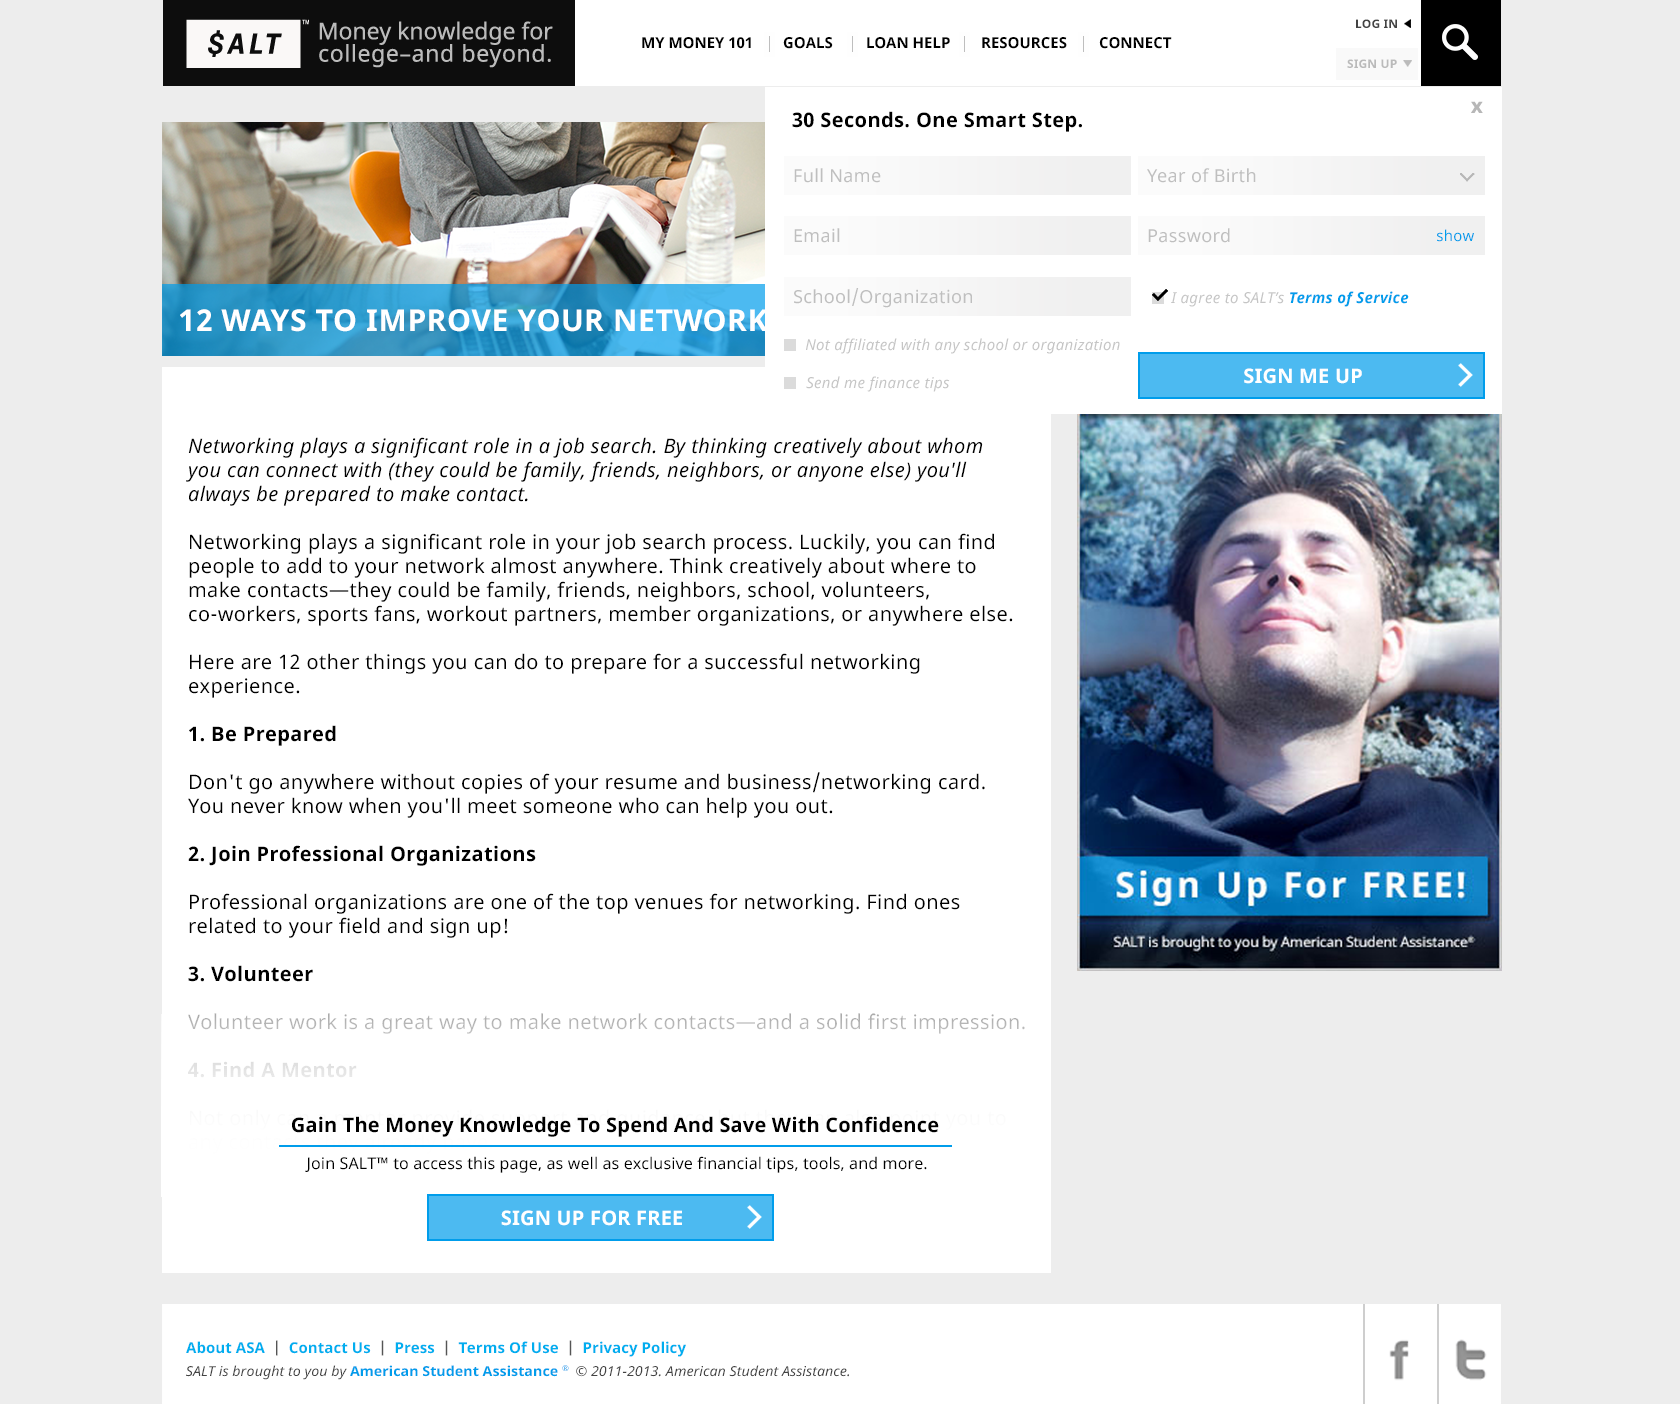 $ALT™
Money knowledge for
college–and beyond.
MY MONEY 101
GOALS
LOAN HELP
RESOURCES
CONNECT
LOG IN
SIGN UP
x
30 Seconds. One Smart Step.
Full Name
Year of Birth
Email
Password
show
School/Organization
I agree to SALT's Terms of Service
Not affiliated with any school or organization
Send me finance tips
SIGN ME UP
12 WAYS TO IMPROVE YOUR NETWORK
Networking plays a significant role in a job search. By thinking creatively about whom
you can connect with (they could be family, friends, neighbors, or anyone else) you'll
always be prepared to make contact.
Networking plays a significant role in your job search process. Luckily, you can find
people to add to your network almost anywhere. Think creatively about where to
make contacts—they could be family, friends, neighbors, school, volunteers,
co-workers, sports fans, workout partners, member organizations, or anywhere else.
Here are 12 other things you can do to prepare for a successful networking
experience.
1. Be Prepared
Don't go anywhere without copies of your resume and business/networking card.
You never know when you'll meet someone who can help you out.
2. Join Professional Organizations
Professional organizations are one of the top venues for networking. Find ones
related to your field and sign up!
3. Volunteer
Volunteer work is a great way to make network contacts—and a solid first impression.
4. Find A Mentor
Not only
Gain The Money Knowledge To Spend And Save With Confidence
Join SALT™ to access this page, as well as exclusive financial tips, tools, and more.
SIGN UP FOR FREE
Sign Up For FREE!
SALT is brought to you by American Student Assistance®
About ASA | Contact Us | Press | Terms Of Use | Privacy Policy
SALT is brought to you by American Student Assistance ® © 2011-2013. American Student Assistance.